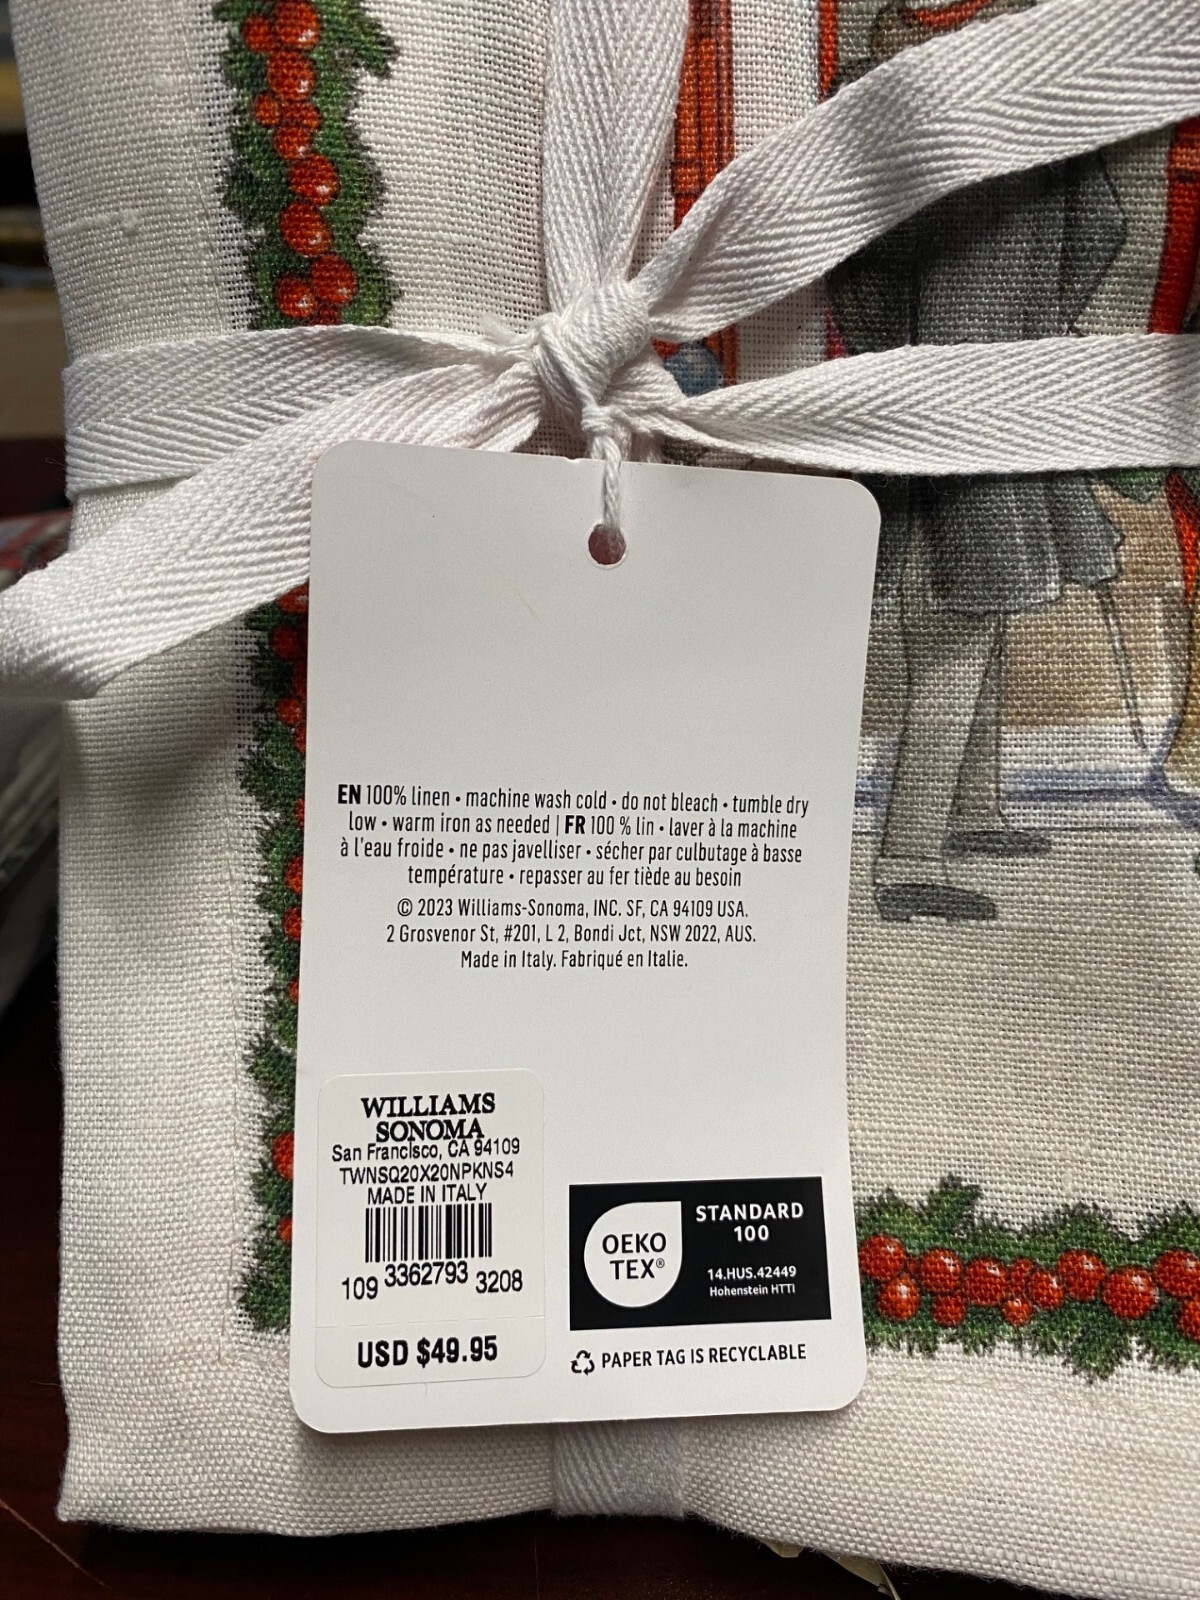 EN 100% linen • machine wash cold • do not bleach • tumble dry
low • warm iron as needed | FR 100 % lin • laver à la machine
à l'eau froide • ne pas javelliser • sécher par culbutage à basse
température • repasser au fer tiède au besoin
© 2023 Williams-Sonoma, INC. SF, CA 94109 USA.
2 Grosvenor St, #201, L 2, Bondi Jct, NSW 2022, AUS.
Made in Italy. Fabriqué en Italie.
WILLIAMS
SONOMA
San Francisco, CA 94109
TWNSQ20X20NPKNS4
MADE IN ITALY
109 3362793 3208
USD $49.95
OEKO
TEX®
STANDARD
100
14.HUS.42449
Hohenstein HTTI
PAPER TAG IS RECYCLABLE